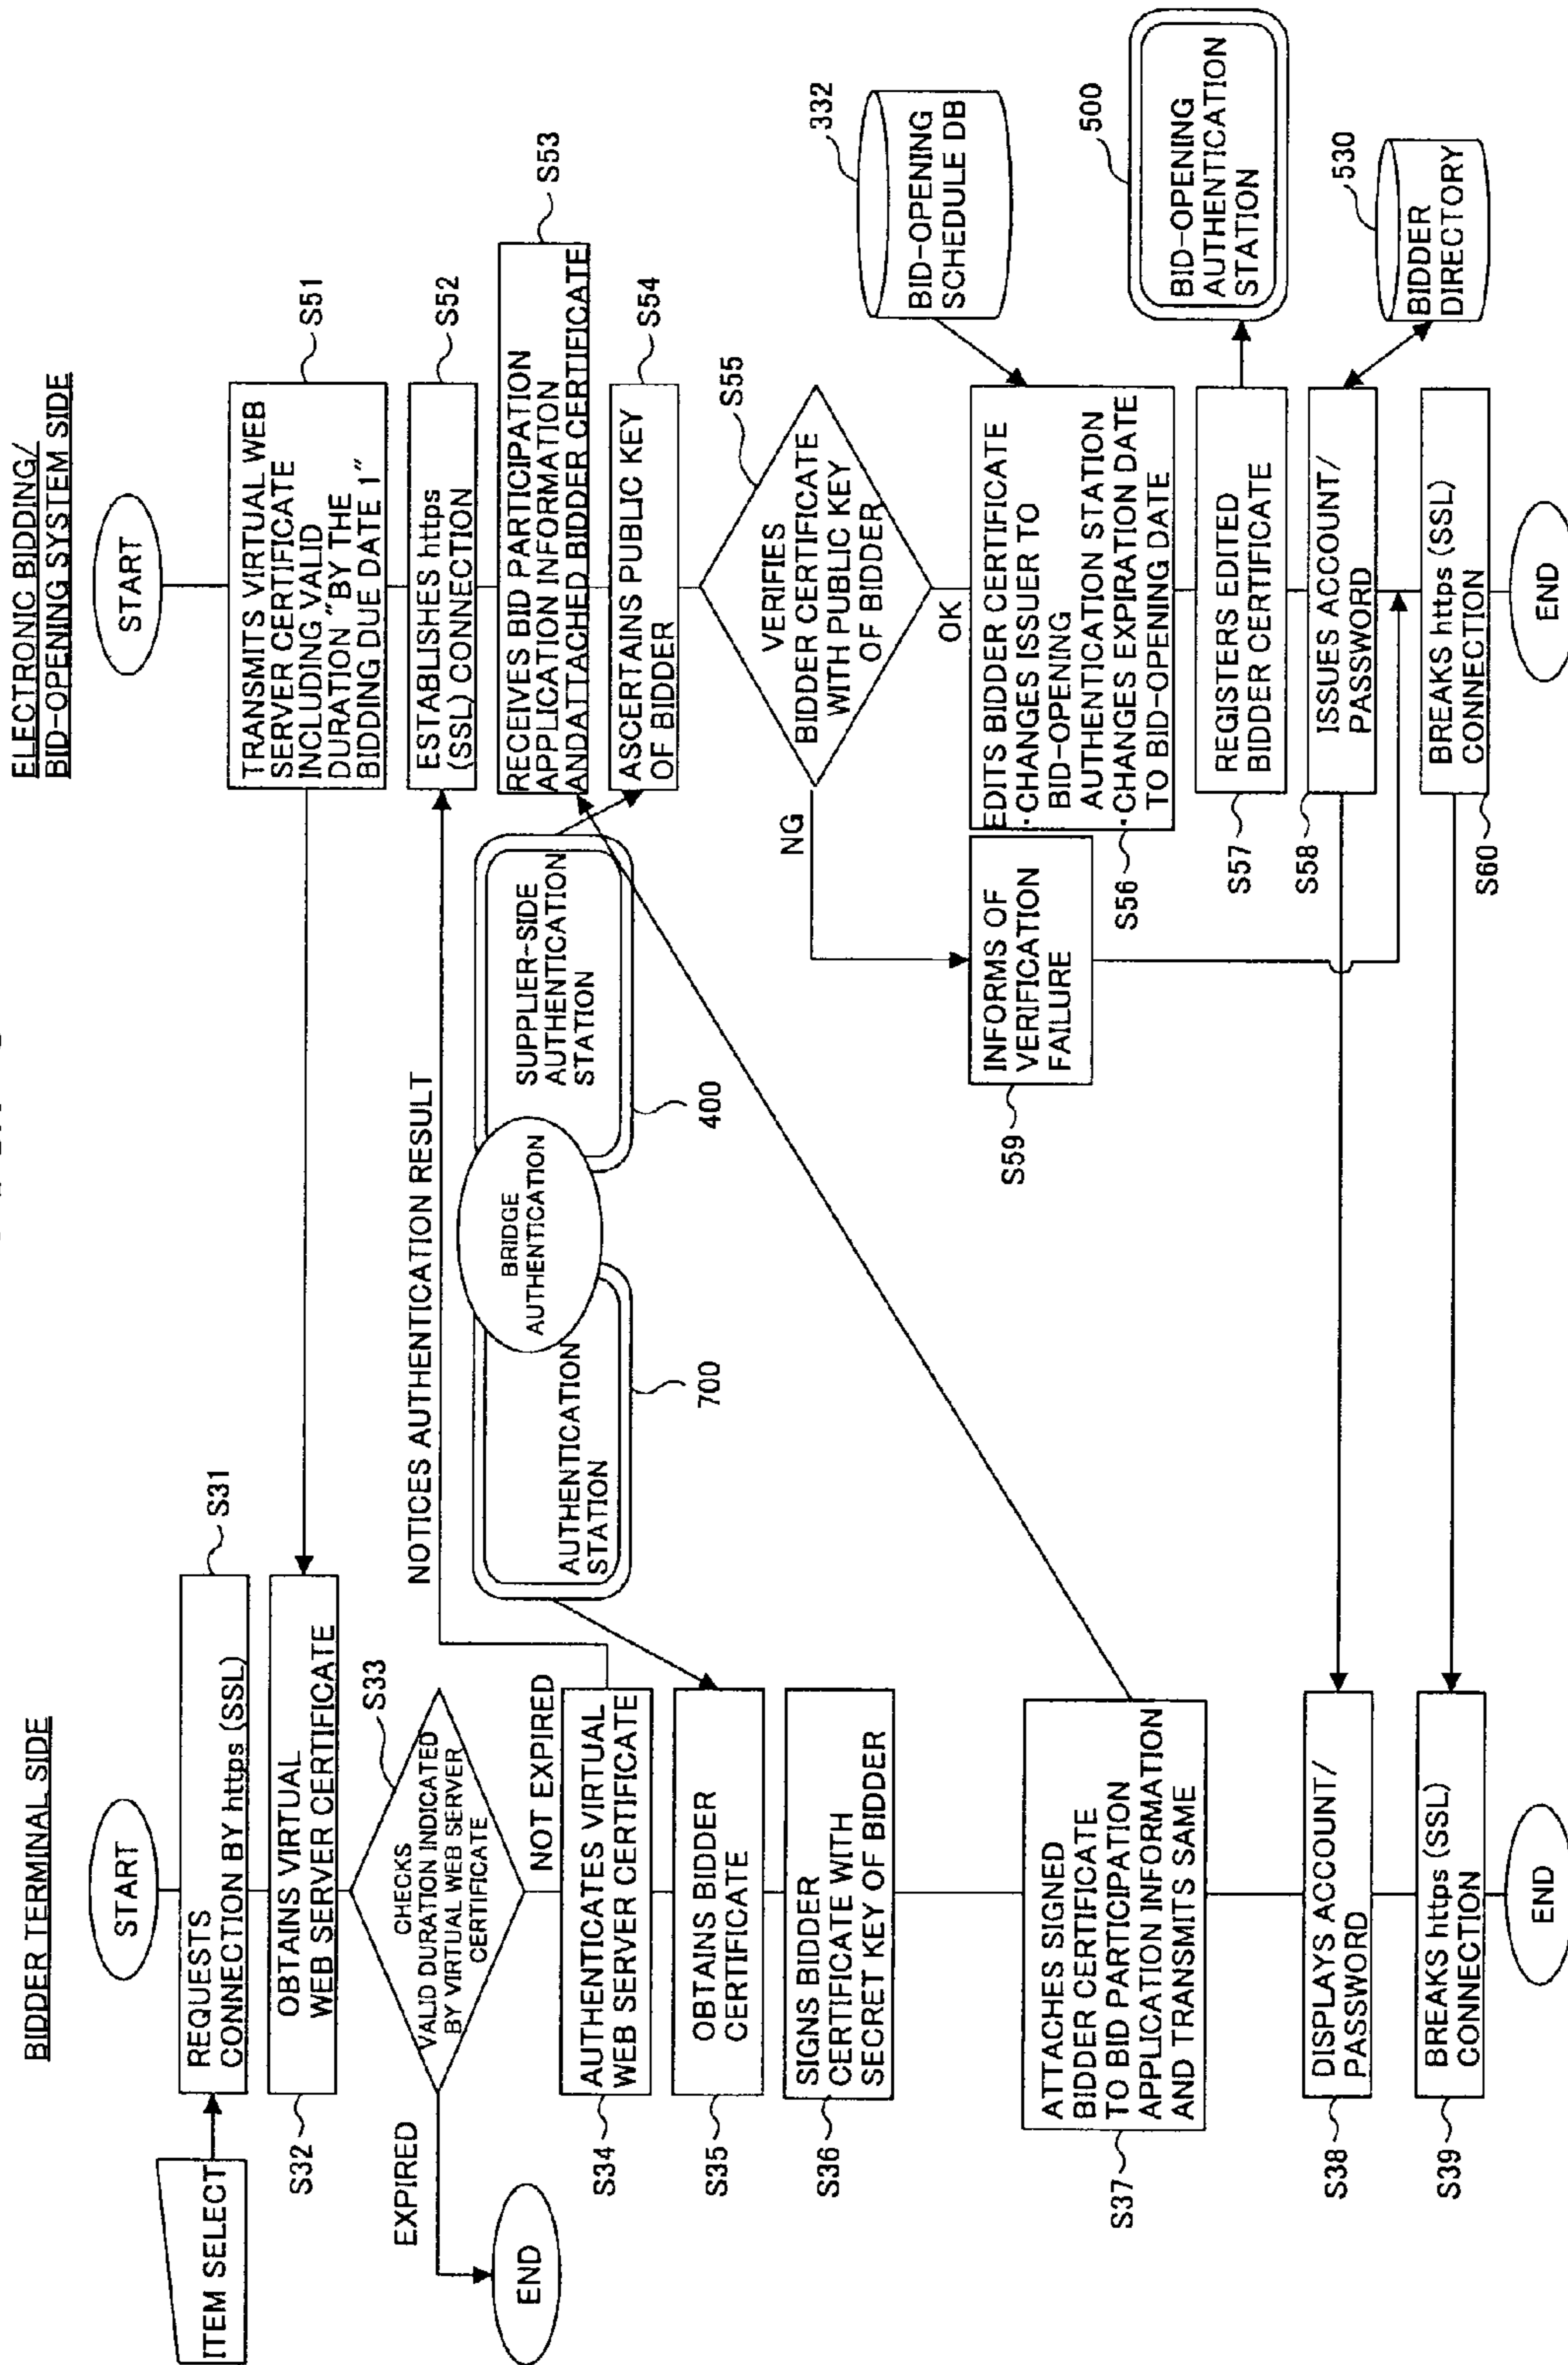 BIDDER TERMINAL SIDE
START
ITEM SELECT
REQUESTS
CONNECTION BY https (SSL)
S31
OBTAINS VIRTUAL
WEB SERVER CERTIFICATE
S32
CHECKS
VALID DURATION INDICATED
BY VIRTUAL WEB SERVER
CERTIFICATE
S33
EXPIRED
END
NOT EXPIRED
AUTHENTICATES VIRTUAL
WEB SERVER CERTIFICATE
S34
OBTAINS BIDDER
CERTIFICATE
S35
SIGNS BIDDER
CERTIFICATE WITH
SECRET KEY OF BIDDER
S36
ATTACHES SIGNED
BIDDER CERTIFICATE
TO BID PARTICIPATION
APPLICATION INFORMATION
AND TRANSMITS SAME
S37
DISPLAYS ACCOUNT/
PASSWORD
S38
BREAKS https (SSL)
CONNECTION
S39
END
NOTICES AUTHENTICATION RESULT
AUTHENTICATION
STATION
700
BRIDGE
AUTHENTICATION
SUPPLIER-SIDE
AUTHENTICATION
STATION
400
ELECTRONIC BIDDING/
BID-OPENING SYSTEM SIDE
START
TRANSMITS VIRTUAL WEB
SERVER CERTIFICATE
INCLUDING VALID
DURATION "BY THE
BIDDING DUE DATE 1"
S51
ESTABLISHES https
(SSL) CONNECTION
S52
RECEIVES BID PARTICIPATION
APPLICATION INFORMATION
ANDATTACHED BIDDER CERTIFICATE
S53
ASCERTAINS PUBLIC KEY
OF BIDDER
S54
VERIFIES
BIDDER CERTIFICATE
WITH PUBLIC KEY
OF BIDDER
S55
NG
OK
INFORMS OF
VERIFICATION
FAILURE
S59
EDITS BIDDER CERTIFICATE
·CHANGES ISSUER TO
BID-OPENING
AUTHENTICATION STATION
·CHANGES EXPIRATION DATE
TO BID-OPENING DATE
S56
BID-OPENING
SCHEDULE DB
332
REGISTERS EDITED
BIDDER CERTIFICATE
S57
BID-OPENING
AUTHENTICATION
STATION
500
ISSUES ACCOUNT/
PASSWORD
S58
BIDDER
DIRECTORY
530
BREAKS https (SSL)
CONNECTION
S60
END